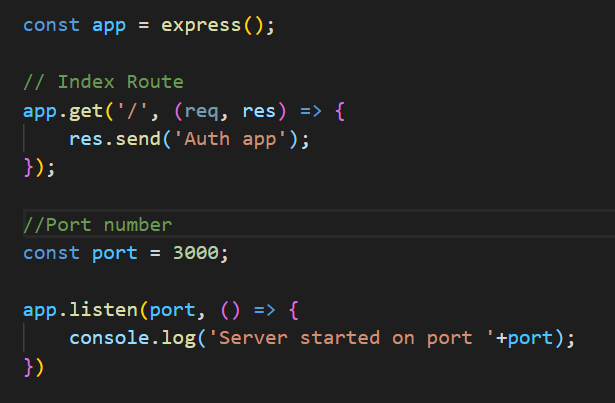 const app = express();
// Index Route
app.get('/', (req, res) => {
    res.send('Auth app');
});
//Port number
const port = 3000;
app.listen(port, () => {
    console.log('Server started on port '+port);
})